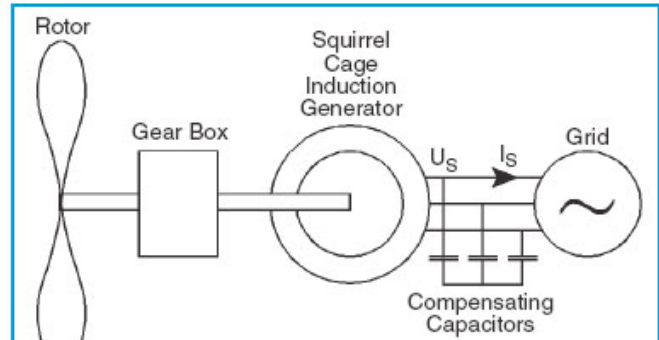 Rotor
Squirrel
Cage
Induction
Generator
Gear Box
U_S
I_S
Grid
Compensating
Capacitors